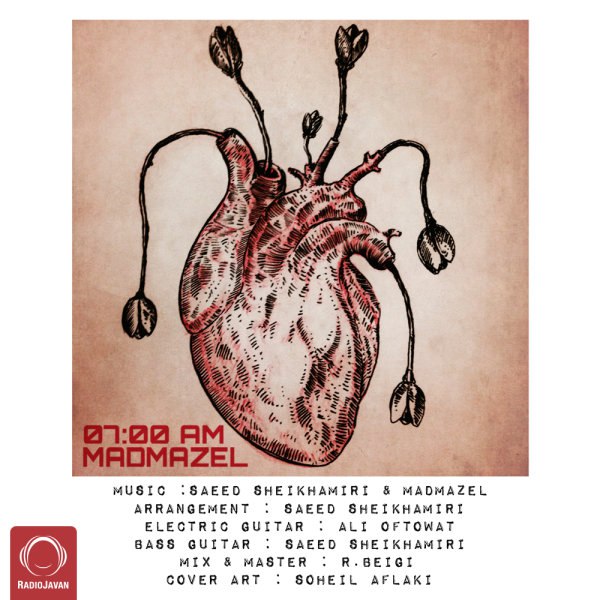 07:00 AM
MADMAZEL
MUSIC :SAEED SHEIKHAMIRI & MADMAZEL
ARRANGEMENT : SAEED SHEIKHAMIRI
ELECTRIC GUITAR : ALI OFTOWAT
BASS GUITAR : SAEED SHEIKHAMIRI
MIX & MASTER : R.BEIGI
COVER ART : SOHEIL AFLAKI
RADIOJAVAN